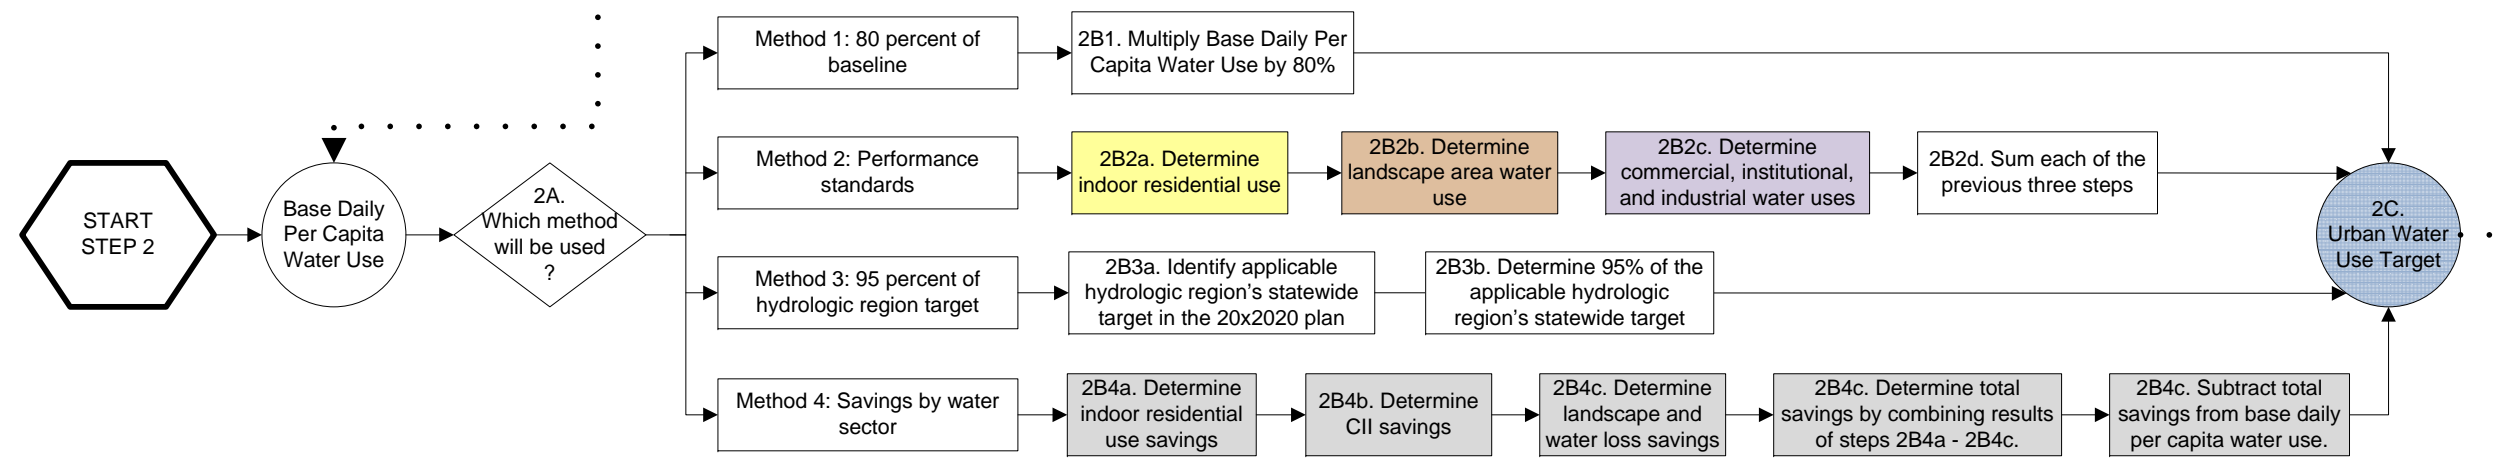 START
STEP 2
Base Daily
Per Capita
Water Use
2A.
Which method
will be used
?
Method 1: 80 percent of
baseline
2B1. Multiply Base Daily Per
Capita Water Use by 80%
Method 2: Performance
standards
2B2a. Determine
indoor residential use
2B2b. Determine
landscape area water
use
2B2c. Determine
commercial, institutional,
and industrial water uses
2B2d. Sum each of the
previous three steps
Method 3: 95 percent of
hydrologic region target
2B3a. Identify applicable
hydrologic region's statewide
target in the 20x2020 plan
2B3b. Determine 95% of the
applicable hydrologic
region's statewide target
Method 4: Savings by water
sector
2B4a. Determine
indoor residential
use savings
2B4b. Determine
CII savings
2B4c. Determine
landscape and
water loss savings
2B4c. Determine total
savings by combining results
of steps 2B4a - 2B4c.
2B4c. Subtract total
savings from base daily
per capita water use.
2C.
Urban Water
Use Target